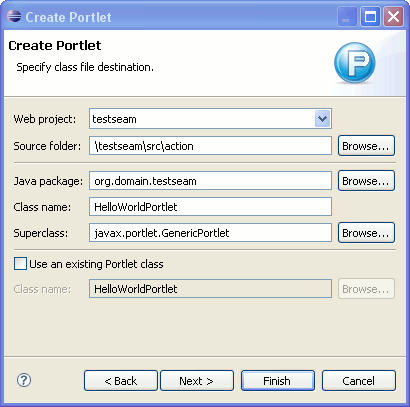 Create Portlet
Create Portlet
Specify class file destination.
P
Web project: testseam
Source folder: \testseam\src\action Browse...
Java package: org.domain.testseam Browse...
Class name: HelloWorldPortlet
Superclass: javax.portlet.GenericPortlet Browse...
Use an existing Portlet class
Class name: HelloWorldPortlet Browse...
? < Back Next > Finish Cancel